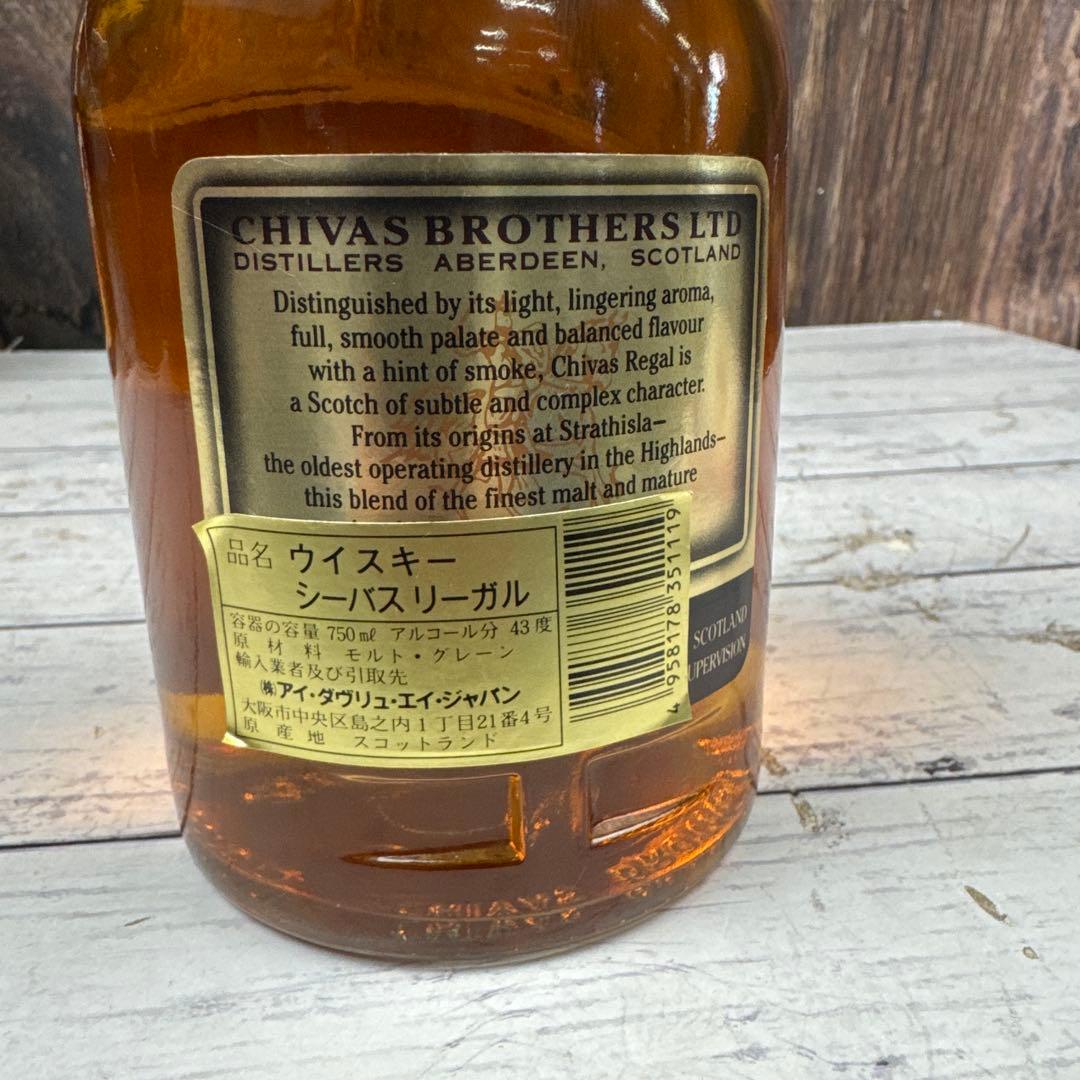 CHIVAS BROTHERS LTD
DISTILLERS ABERDEEN, SCOTLAND
Distinguished by its light, lingering aroma,
full, smooth palate and balanced flavour
with a hint of smoke, Chivas Regal is
a Scotch of subtle and complex character.
From its origins at Strathisla–
the oldest operating distillery in the Highlands–
this blend of the finest malt and mature
品名 ウイスキー
シーバスリーガル
容器の容量 750㎖ アルコール分 43度
原材料 モルト・グレーン
輸入業者及び引取先
㈱アイ・ダヴリュ・エイ・ジャパン
大阪市中央区島之内1丁目21番4号
原産地 スコットランド
4 958178 351119
SCOTLAND